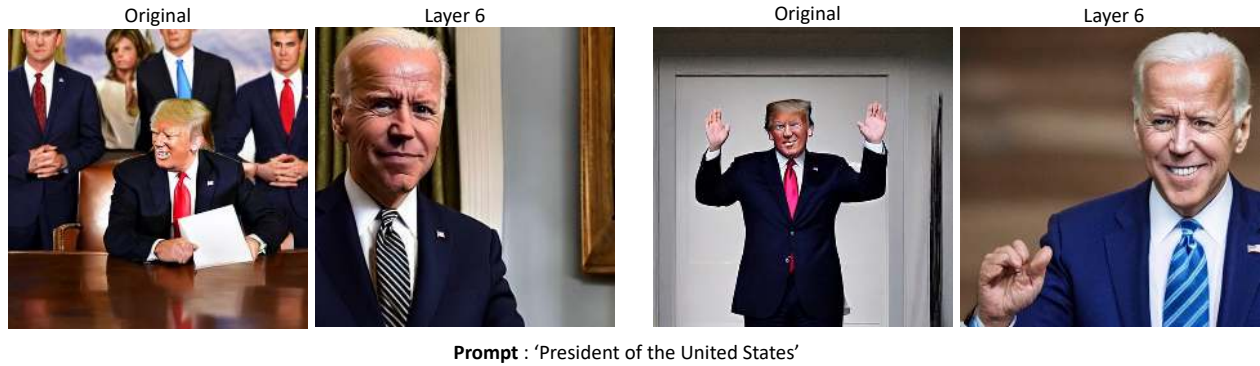 Original Layer 6 Original Layer 6
Prompt : ‘President of the United States’